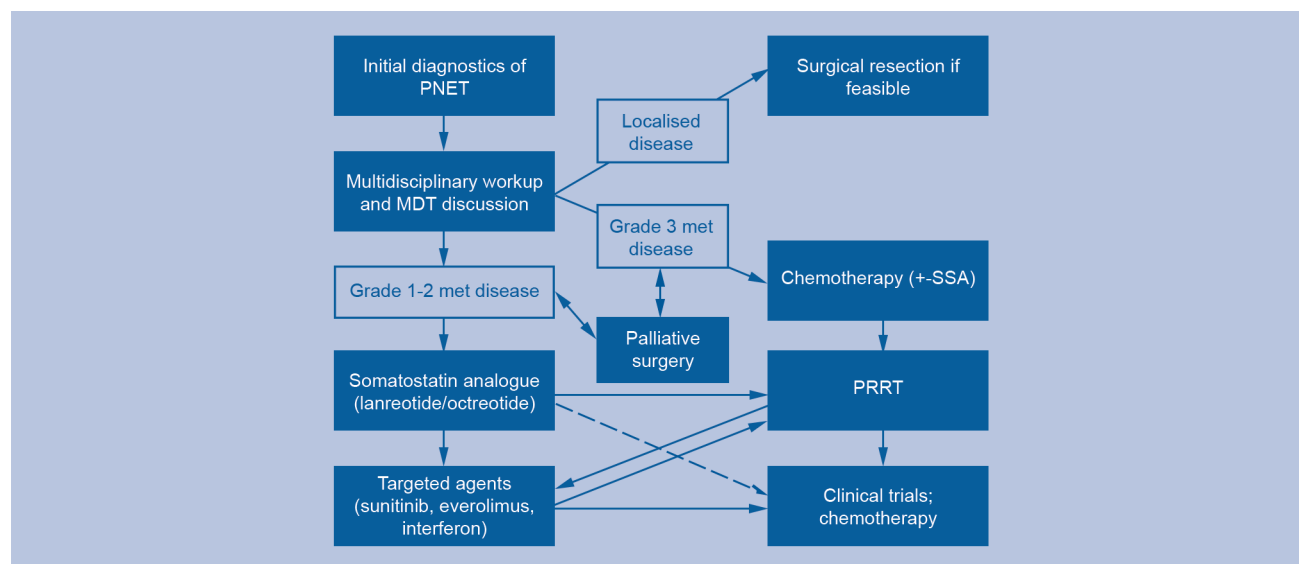 Initial diagnostics of
PNET
Surgical resection if
feasible
Localised
disease
Multidisciplinary workup
and MDT discussion
Grade 3 met
disease
Grade 1-2 met disease
Chemotherapy (+-SSA)
Palliative
surgery
Somatostatin analogue
(lanreotide/octreotide)
PRRT
Targeted agents
(sunitinib, everolimus,
interferon)
Clinical trials;
chemotherapy